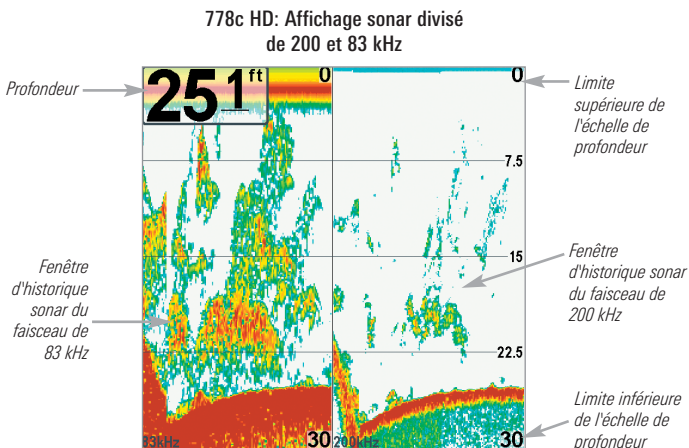 778c HD: Affichage sonar divisé
de 200 et 83 kHz
Profondeur
25.1 ft
0
0
Limite
supérieure de
l'échelle de
profondeur
7.5
15
Fenêtre
d'historique sonar
du faisceau de
200 kHz
Fenêtre
d'historique
sonar du
faisceau de
83 kHz
22.5
Limite inférieure
de l'échelle de
profondeur
83kHz
30
200kHz
30